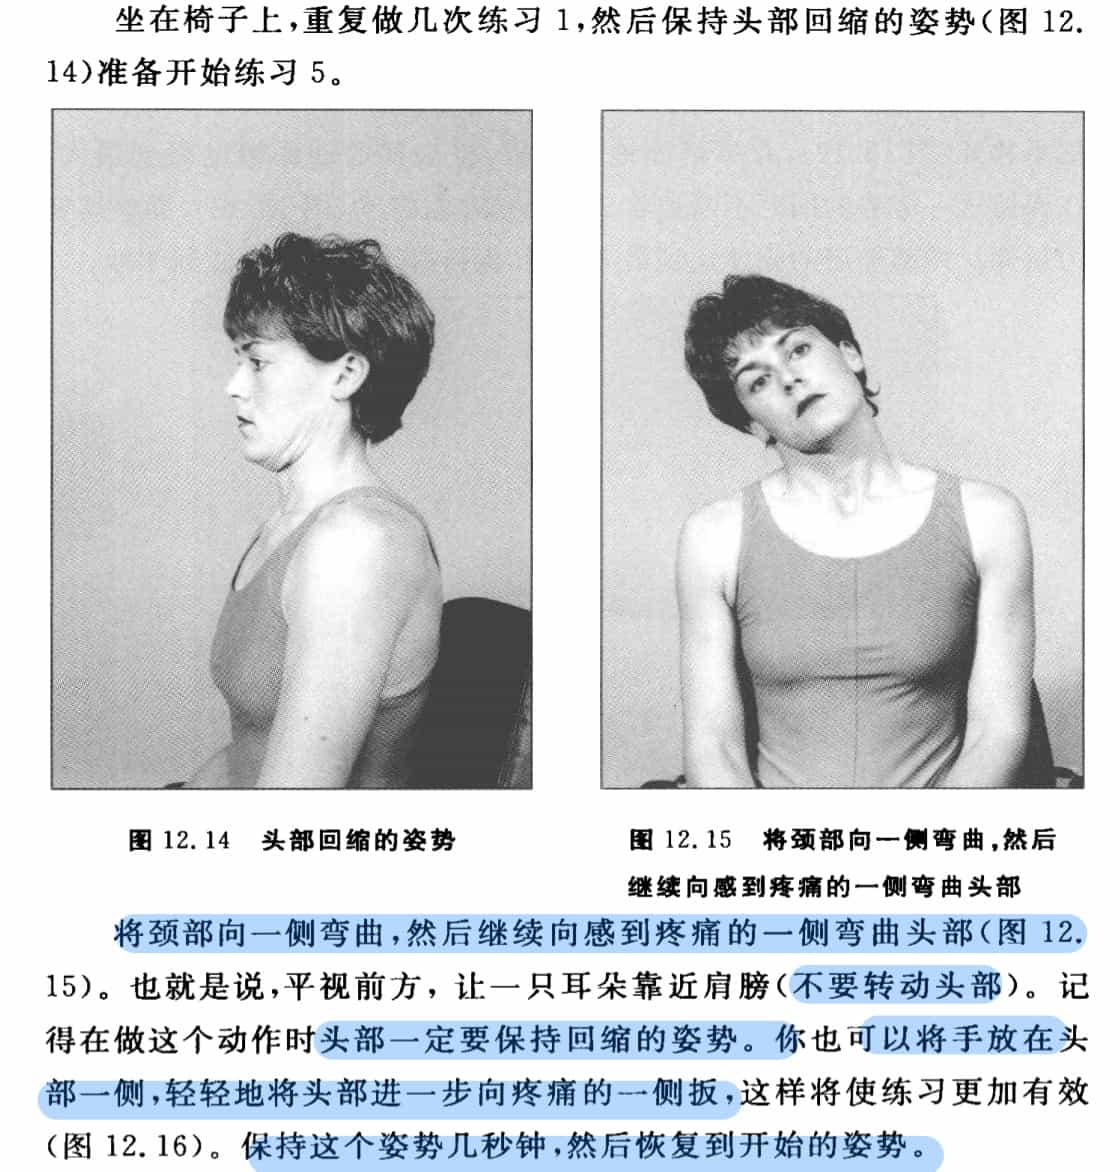 坐在椅子上,重复做几次练习1,然后保持头部回缩的姿势(图12.
14)准备开始练习5。
图12.14 头部回缩的姿势
图12.15 将颈部向一侧弯曲,然后
继续向感到疼痛的一侧弯曲头部
将颈部向一侧弯曲,然后继续向感到疼痛的一侧弯曲头部(图12.
15)。也就是说,平视前方,让一只耳朵靠近肩膀(不要转动头部)。记
得在做这个动作时头部一定要保持回缩的姿势。你也可以将手放在头
部一侧,轻轻地将头部进一步向疼痛的一侧扳,这样将使练习更加有效
(图12.16)。保持这个姿势几秒钟,然后恢复到开始的姿势。